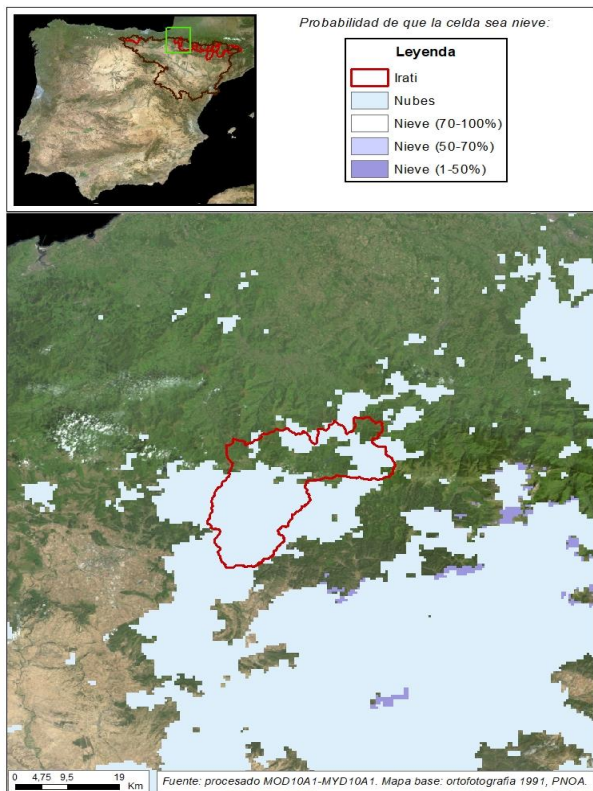 Probabilidad de que la celda sea nieve:
Leyenda
Irati
Nubes
Nieve (70-100%)
Nieve (50-70%)
Nieve (1-50%)
0 4,75 9,5 19
Km
Fuente: procesado MOD10A1-MYD10A1. Mapa base: ortofotografia 1991, PNOA.